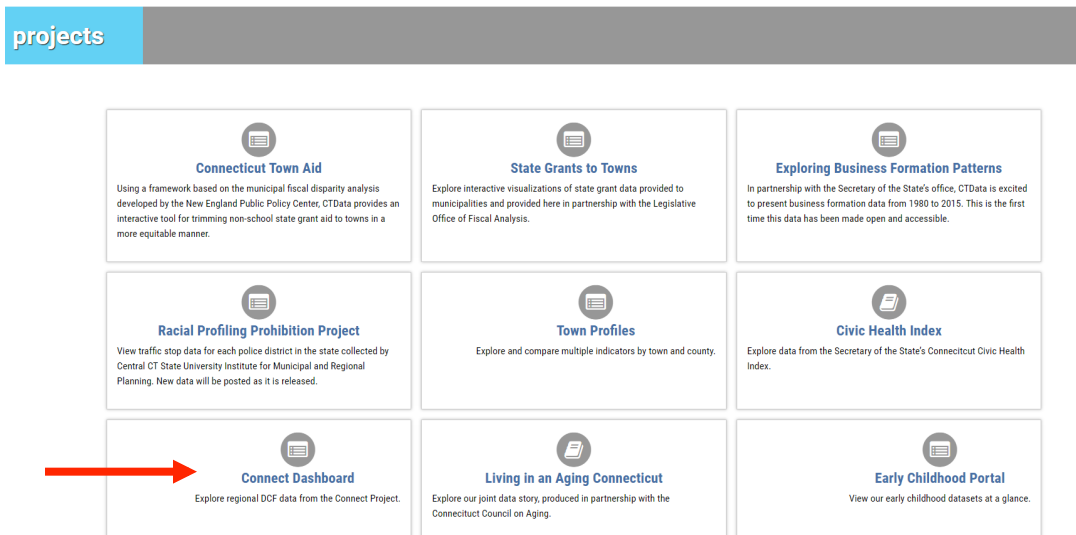 projects
Connecticut Town Aid
Using a framework based on the municipal fiscal disparity analysis
developed by the New England Public Policy Center, CTData provides an
interactive tool for trimming non-school state grant aid to towns in a
more equitable manner.
State Grants to Towns
Explore interactive visualizations of state grant data provided to
municipalities and provided here in partnership with the Legislative
Office of Fiscal Analysis.
Exploring Business Formation Patterns
In partnership with the Secretary of the State's office, CTData is excited
to present business formation data from 1980 to 2015. This is the first
time this data has been made open and accessible.
Racial Profiling Prohibition Project
View traffic stop data for each police district in the state collected by
Central CT State University Institute for Municipal and Regional
Planning. New data will be posted as it is released.
Town Profiles
Explore and compare multiple indicators by town and county.
Civic Health Index
Explore data from the Secretary of the State's Connecitcut Civic Health
Index.
Connect Dashboard
Explore regional DCF data from the Connect Project.
Living in an Aging Connecticut
Explore our joint data story, produced in partnership with the
Connecituct Council on Aging.
Early Childhood Portal
View our early childhood datasets at a glance.